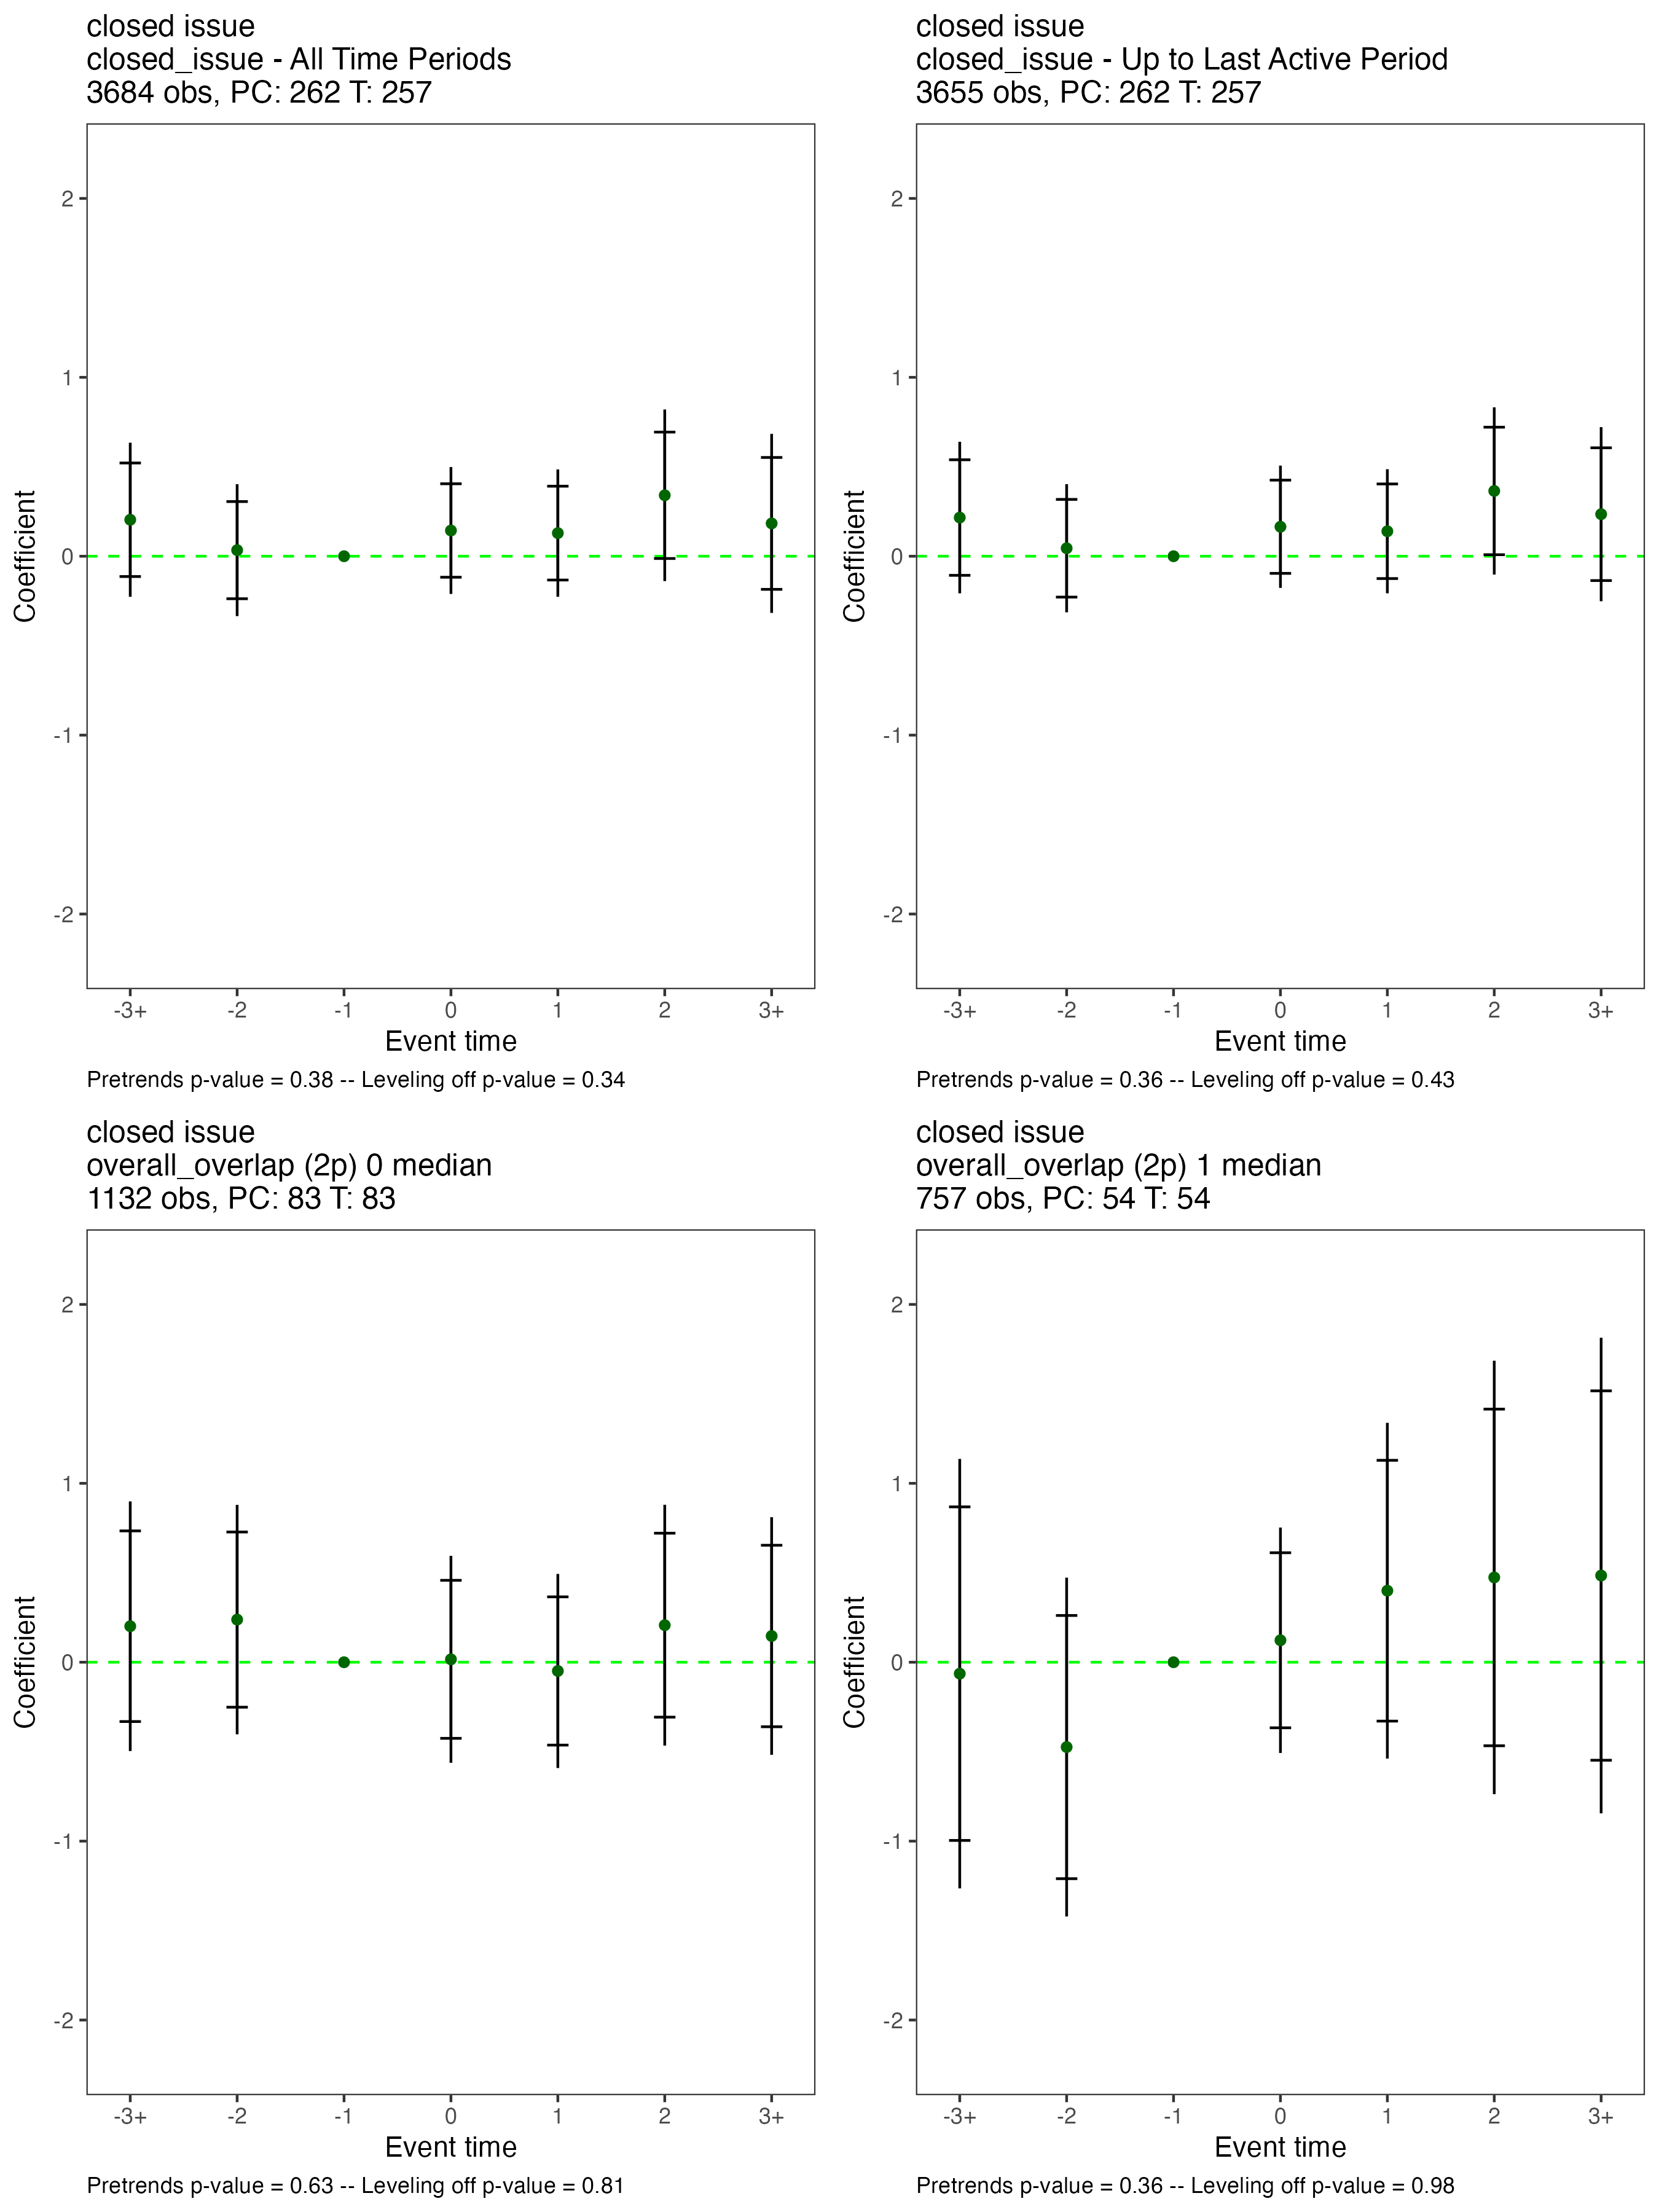 closed issue
closed_issue - All Time Periods
3684 obs, PC: 262 T: 257
Coefficient
2
1
0
-1
-2
-3+ -2 -1 0 1 2 3+
Event time
Pretrends p-value = 0.38 -- Leveling off p-value = 0.34
closed issue
closed_issue - Up to Last Active Period
3655 obs, PC: 262 T: 257
Coefficient
2
1
0
-1
-2
-3+ -2 -1 0 1 2 3+
Event time
Pretrends p-value = 0.36 -- Leveling off p-value = 0.43
closed issue
overall_overlap (2p) 0 median
1132 obs, PC: 83 T: 83
Coefficient
2
1
0
-1
-2
-3+ -2 -1 0 1 2 3+
Event time
Pretrends p-value = 0.63 -- Leveling off p-value = 0.81
closed issue
overall_overlap (2p) 1 median
757 obs, PC: 54 T: 54
Coefficient
2
1
0
-1
-2
-3+ -2 -1 0 1 2 3+
Event time
Pretrends p-value = 0.36 -- Leveling off p-value = 0.98